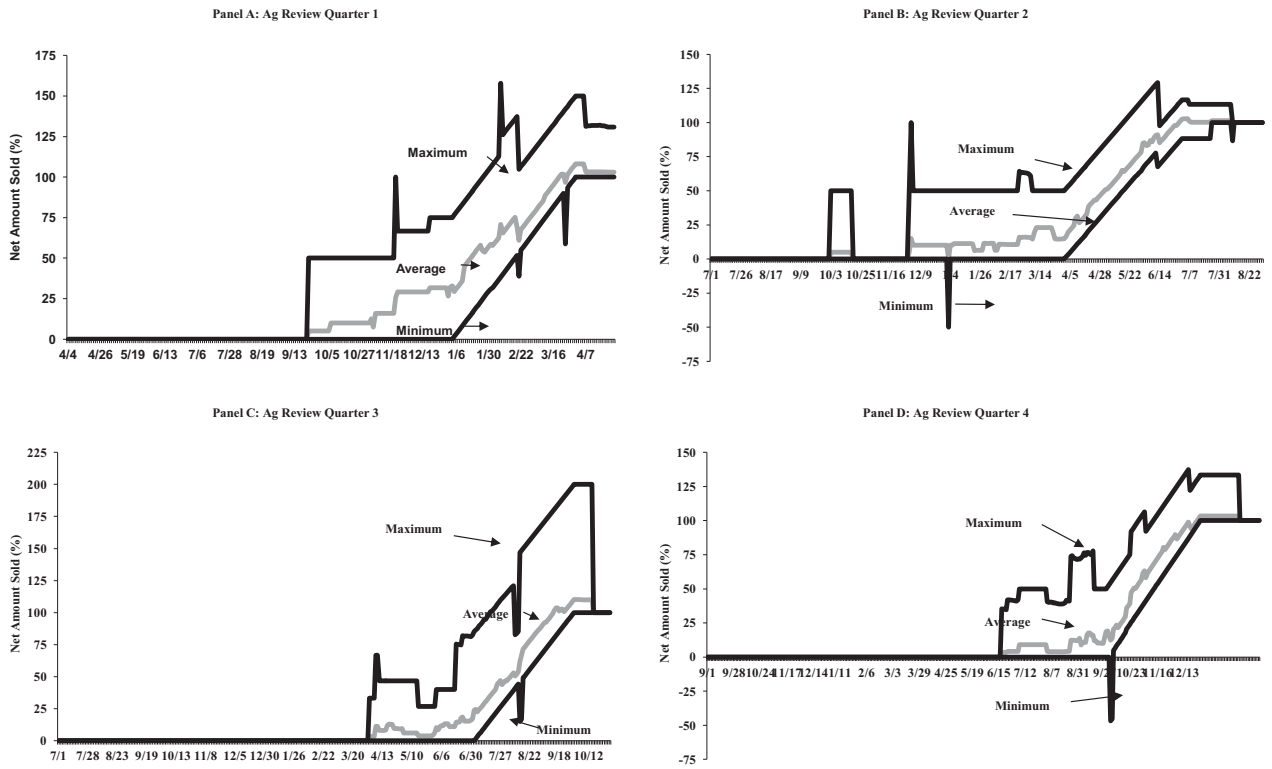 Panel A: Ag Review Quarter 1
Net Amount Sold (%)
175
150
125
100
75
50
25
0
Maximum
Average
Minimum
4/4 4/26 5/19 6/13 7/6 7/28 8/19 9/13 10/5 10/27 11/18 12/13 1/6 1/30 2/22 3/16 4/7
Panel B: Ag Review Quarter 2
Net Amount Sold (%)
150
125
100
75
50
25
0
-25
-50
-75
Maximum
Average
Minimum
7/1 7/26 8/17 9/9 10/3 10/25 11/16 12/9 1/4 1/26 2/17 3/14 4/5 4/28 5/22 6/14 7/7 7/31 8/22
Panel C: Ag Review Quarter 3
Net Amount Sold (%)
225
200
175
150
125
100
75
50
25
0
Maximum
Average
Minimum
7/1 7/28 8/23 9/19 10/13 11/8 12/5 12/30 1/26 2/22 3/20 4/13 5/10 6/6 6/30 7/27 8/22 9/18 10/12
Panel D: Ag Review Quarter 4
Net Amount Sold (%)
150
125
100
75
50
25
0
-25
-50
-75
Maximum
Average
Minimum
9/1 9/28 10/24 11/17 12/14 1/11 2/6 3/3 3/29 4/25 5/19 6/15 7/12 8/7 8/31 10/23 11/16 12/13